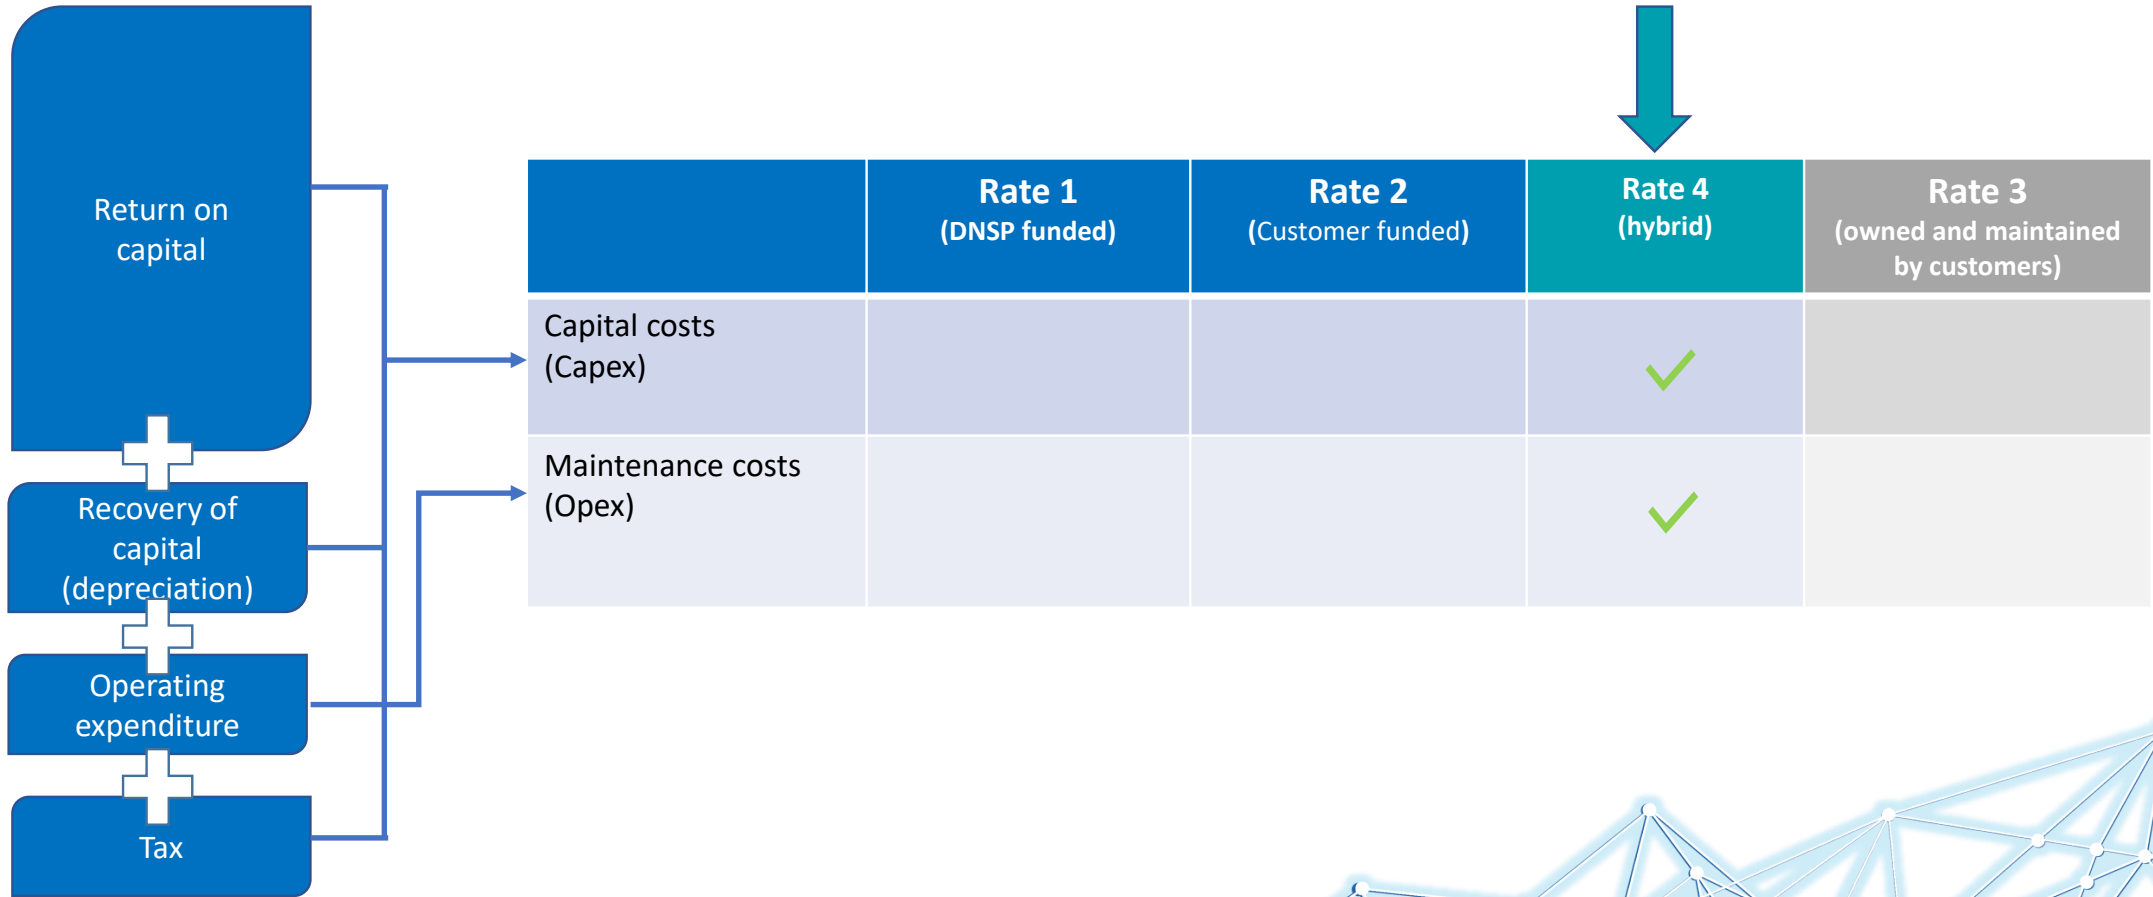 Return on
capital
Recovery of
capital
(depreciation)
Operating
expenditure
Tax
Rate 1
(DNSP funded)
Rate 2
(Customer funded)
Rate 4
(hybrid)
Rate 3
(owned and maintained
by customers)
Capital costs
(Capex)
Maintenance costs
(Opex)